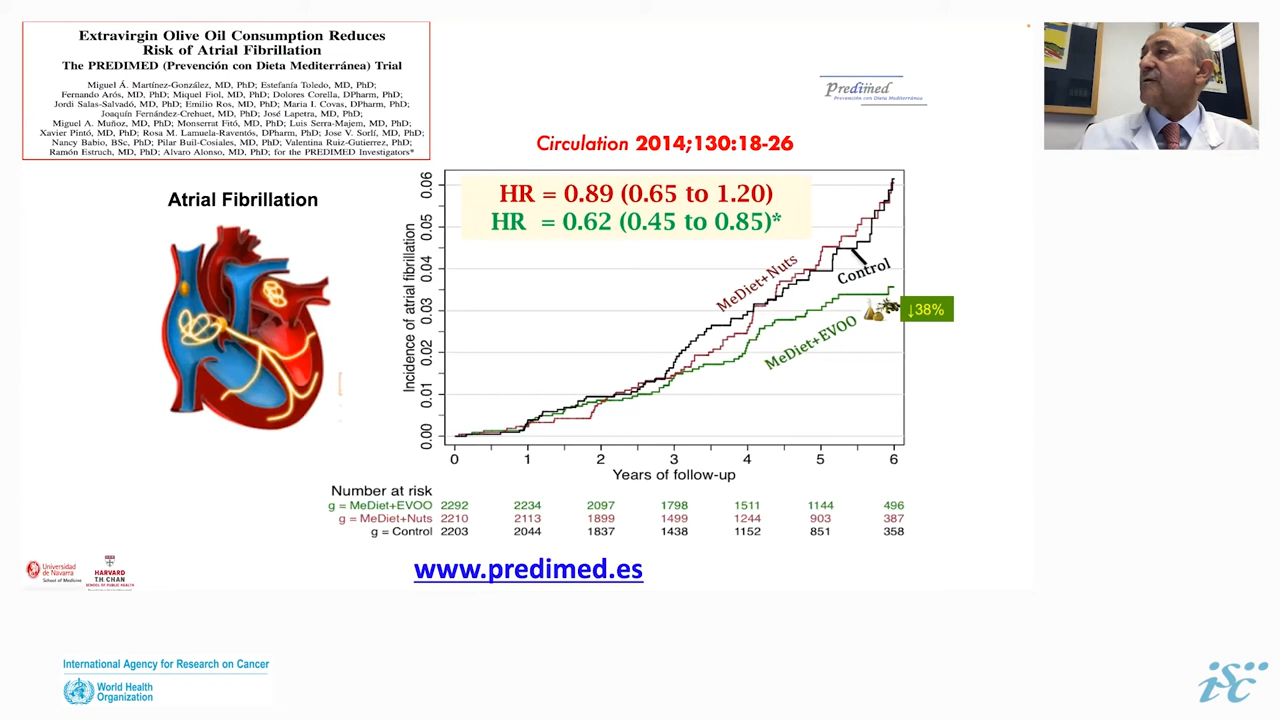 Extravirgin Olive Oil Consumption Reduces
Risk of Atrial Fibrillation
The PREDIMED (Prevención con Dieta Mediterránea) Trial
Miguel Á. Martínez-González, MD, PhD; Estefanía Toledo, MD, PhD;
Fernando Arós, MD, PhD; Miquel Fiol, MD, PhD; Dolores Corella, DPharm, PhD;
Jordi Salas-Salvadó, MD, PhD; Emilio Ros, MD, PhD; Maria I. Covas, DPharm, PhD;
Joaquín Fernández-Crehuet, MD, PhD; José Lapetra, MD, PhD;
Miguel A. Muñoz, MD, PhD; Monserrat Fitó, MD, PhD; Luis Serra-Majem, MD, PhD;
Xavier Pintó, MD, PhD; Rosa M. Lamuela-Raventós, DPharm, PhD; Jose V. Sorlí, MD, PhD;
Nancy Babio, BSc, PhD; Pilar Buil-Cosiales, MD, PhD; Valentina Ruiz-Gutierrez, PhD;
Ramón Estruch, MD, PhD; Alvaro Alonso, MD, PhD; for the PREDIMED Investigators*
Predimed
Prevención con Dieta Mediterránea
Circulation 2014;130:18-26
Atrial Fibrillation
HR = 0.89 (0.65 to 1.20)
HR = 0.62 (0.45 to 0.85)*
Incidence of atrial fibrillation
0.06
0.05
0.04
0.03
0.02
0.01
0.00
MeDiet+Nuts
Control
MeDiet+EVOO
↓38%
0 1 2 3 4 5 6
Years of follow-up
Number at risk
g = MeDiet+EVOO 2292 2234 2097 1798 1511 1144 496
g = MeDiet+Nuts 2210 2113 1899 1499 1244 903 387
g = Control 2203 2044 1837 1438 1152 851 358
www.predimed.es
Universidad
de Navarra
School of Medicine
HARVARD
T.H. CHAN
SCHOOL OF PUBLIC HEALTH
International Agency for Research on Cancer
World Health
Organization
isc